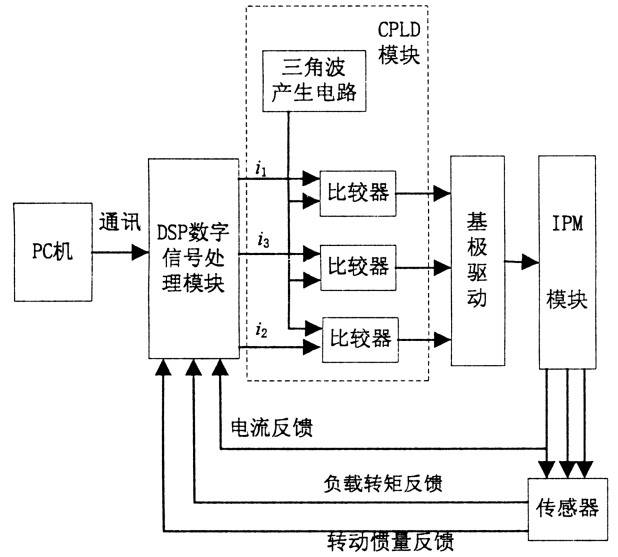 CPLD
模块
三角波
产生电路
i1
比较器
通讯
PC机
DSP数字
信号处
理模块
i3
比较器
i2
比较器
基
极
驱
动
IPM
模块
电流反馈
负载转矩反馈
传感器
转动惯量反馈